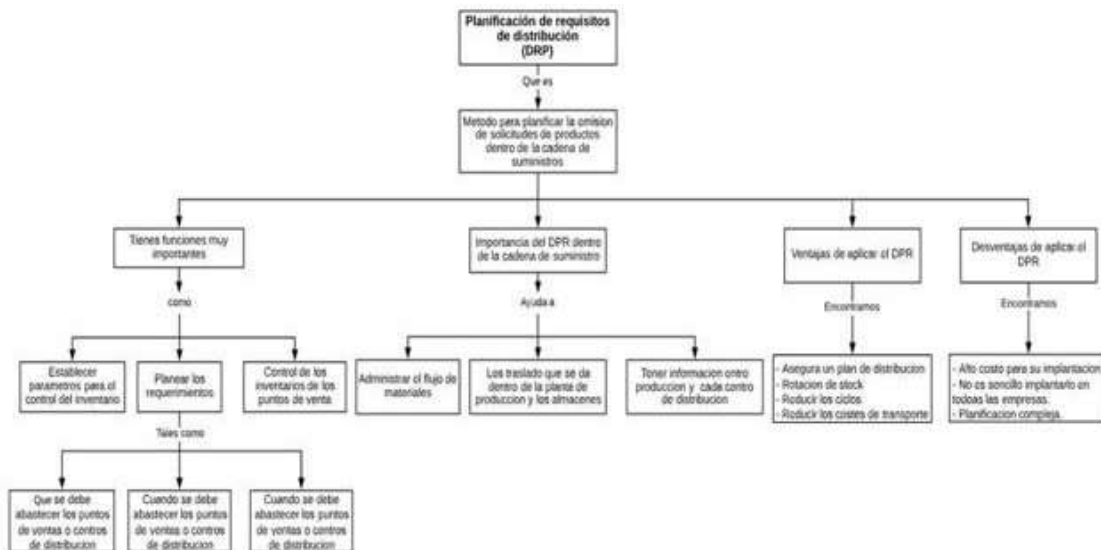 Planificación de requisitos
de distribución
(DRP)
Que es
Metodo para planificar la omision
de solicitudes de productos
dentro de la cadena de
suministros
Tienes funciones muy
importantes
Importancia del DPR dentro
de la cadena de suministro
Ventajas de aplicar el DPR
Desventajas de aplicar el
DPR
como
Ayuda a
Encontramos
Encontramos
Establecer
parametros para el
control del inventario
Planear los
requerimientos
Control de los
inventarios de los
puntos de venta
Administrar el flujo de
materiales
Los traslado que se da
dentro de la planta de
produccion y los almacenes
Tener informacion entre
produccion y cada centro
de distribucion
- Asegura un plan de distribucion
- Rotacion de stock
- Reducir los ciclos
- Reducir los costes de transporte
- Alto costo para su implantacion
- No es sencillo implantarlo en
todoas las empresas.
- Planificacion compleja.
Tales como
Que se debe
abastecer los puntos
de ventas o centros
de distribucion
Cuando se debe
abastecer los puntos
de ventas o centros
de distribucion
Cuando se debe
abastecer los puntos
de ventas o centros
de distribucion